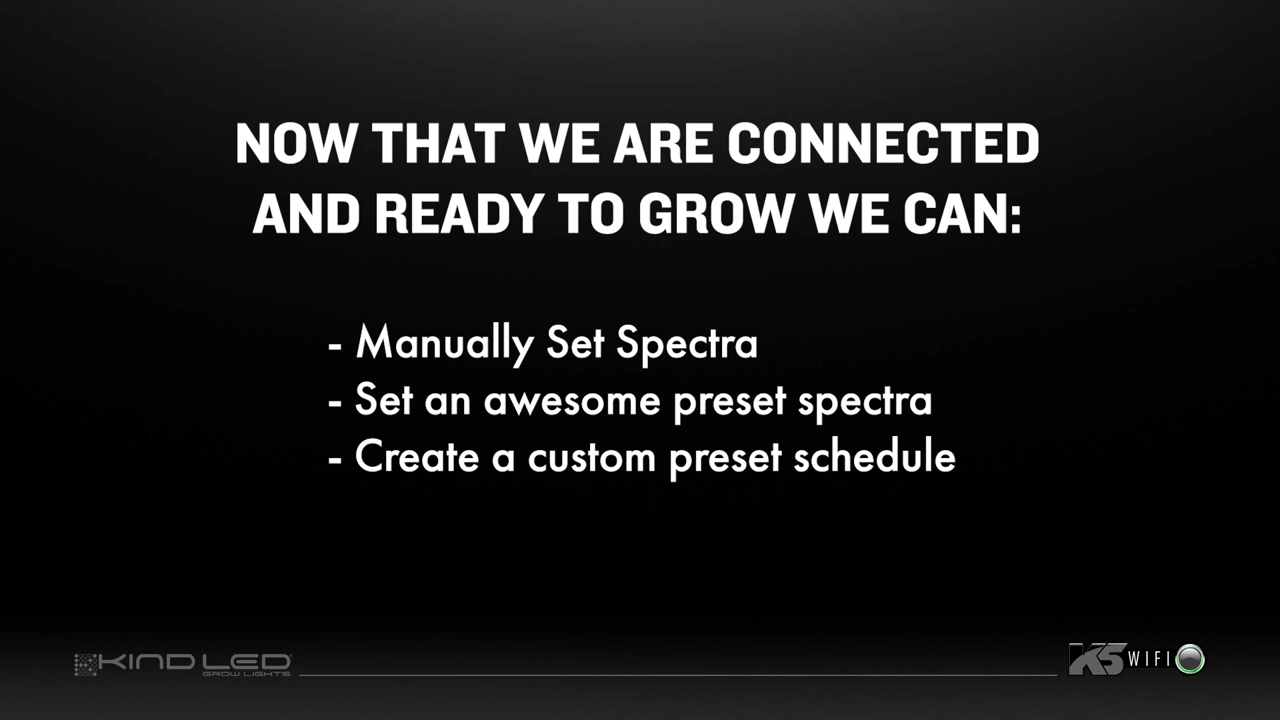 NOW THAT WE ARE CONNECTED
AND READY TO GROW WE CAN:
- Manually Set Spectra
- Set an awesome preset spectra
- Create a custom preset schedule
KIND LED
GROW LIGHTS
K5 WIFI